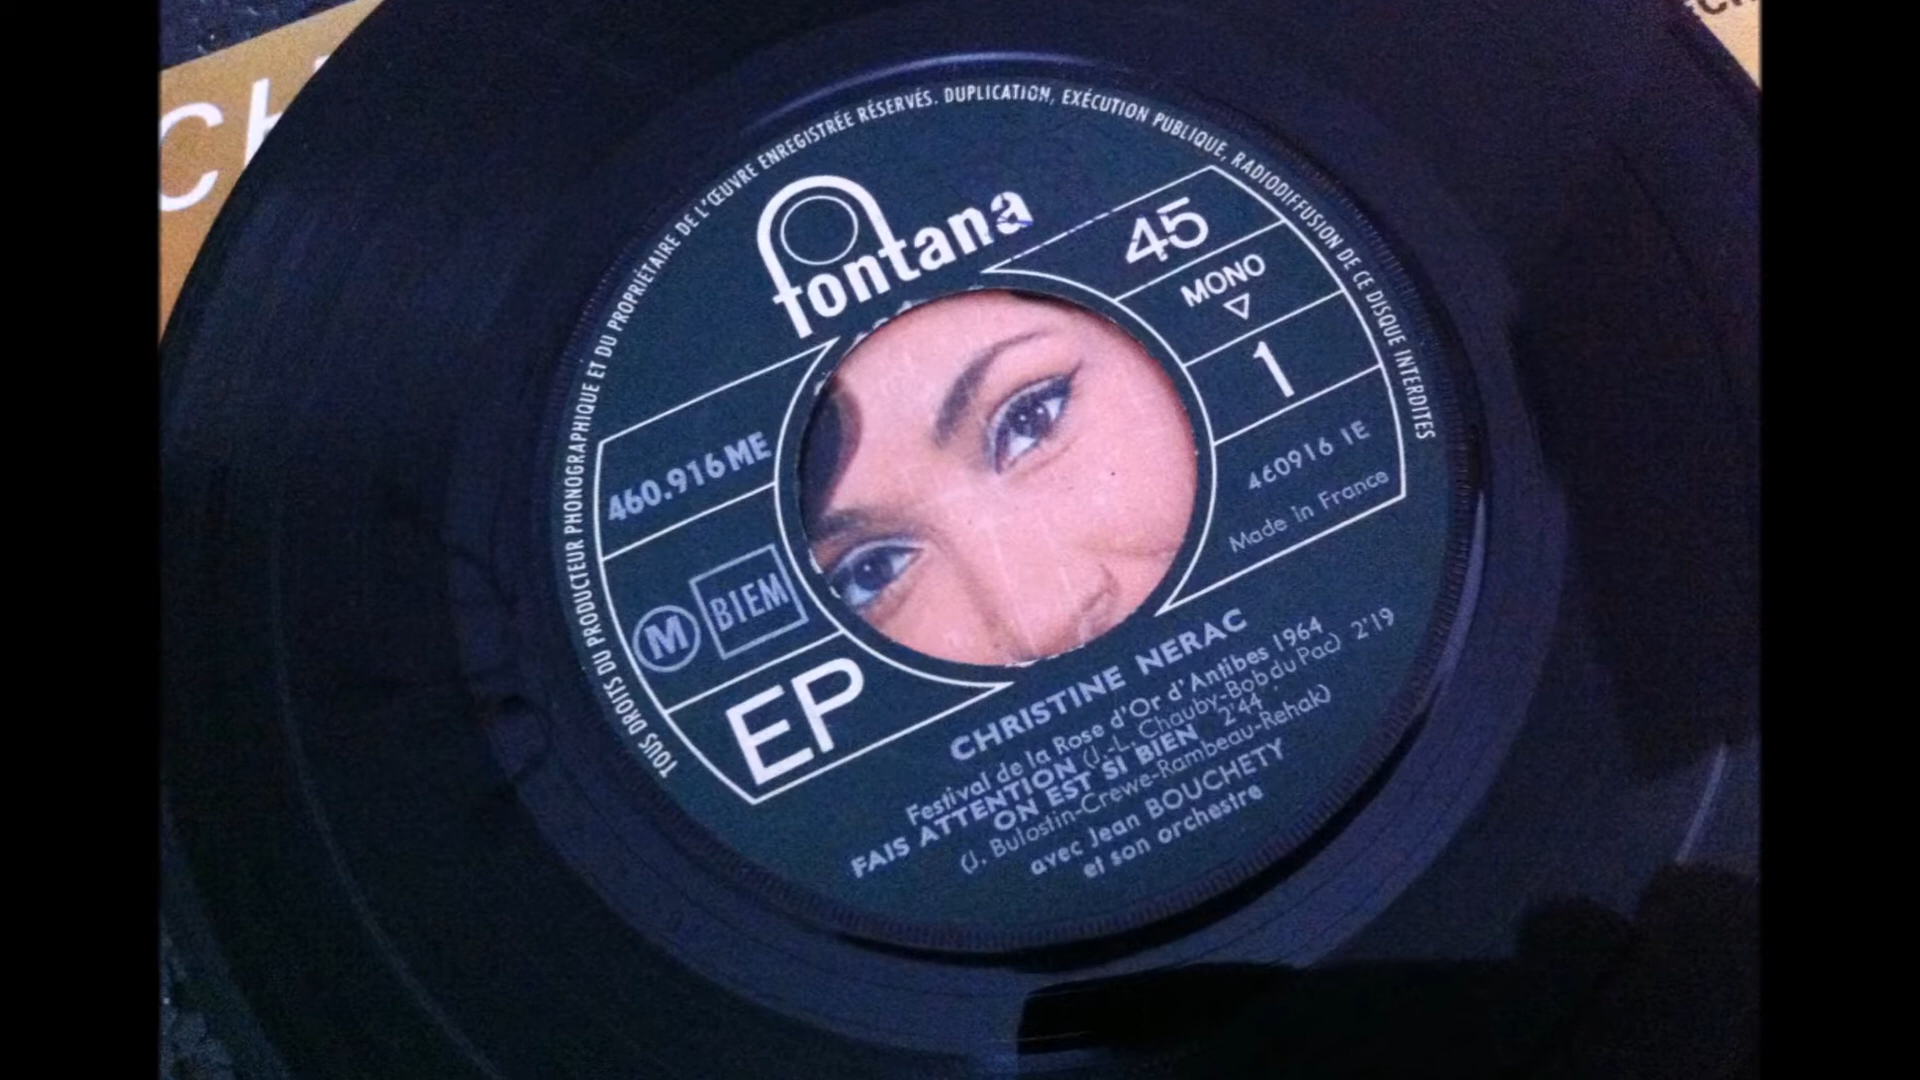 CH
TOUS DROITS DU PRODUCTEUR PHONOGRAPHIQUE ET DU PROPRIÉTAIRE DE L'ŒUVRE ENREGISTRÉE RÉSERVÉS. DUPLICATION, EXÉCUTION PUBLIQUE, RADIODIFFUSION DE CE DISQUE INTERDITES
fontana
45
MONO
1
460916 1E
Made in France
460.916 ME
M BIEM
EP
CHRISTINE NERAC
Festival de la Rose d'Or d'Antibes 1964
FAIS ATTENTION (J.-L. Chauby-Bob du Pac) 2'19
ON EST SI BIEN 2'44
(J. Bulostin-Crewe-Rambeau-Rehak)
avec Jean BOUCHETY
et son orchestre